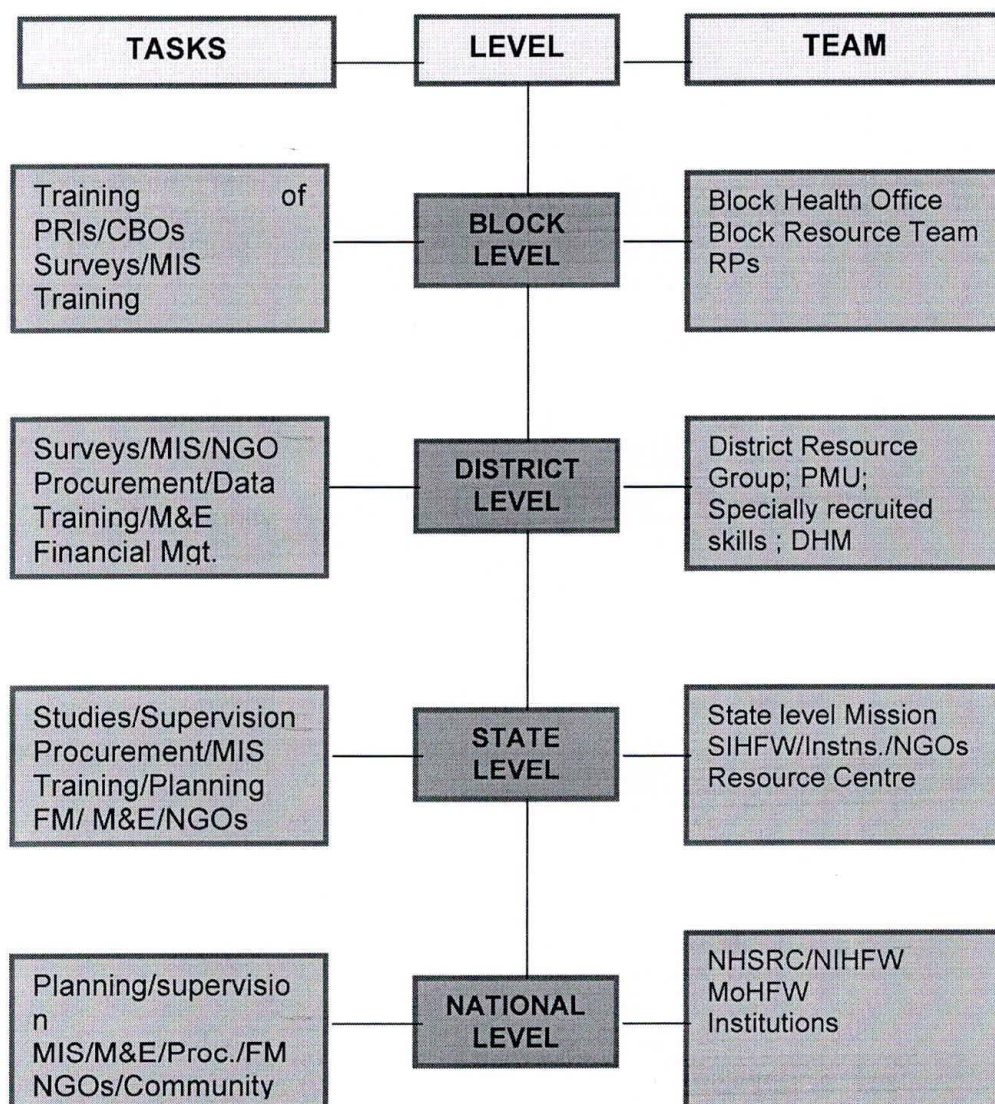 TASKS
LEVEL
TEAM
Training of
PRIs/CBOs
Surveys/MIS
Training
BLOCK
LEVEL
Block Health Office
Block Resource Team
RPs
Surveys/MIS/NGO
Procurement/Data
Training/M&E
Financial Mgt.
DISTRICT
LEVEL
District Resource
Group; PMU;
Specially recruited
skills ; DHM
Studies/Supervision
Procurement/MIS
Training/Planning
FM/ M&E/NGOs
STATE
LEVEL
State level Mission
SIHFW/Instns./NGOs
Resource Centre
Planning/supervisio
n
MIS/M&E/Proc./FM
NGOs/Community
NATIONAL
LEVEL
NHSRC/NIHFW
MoHFW
Institutions